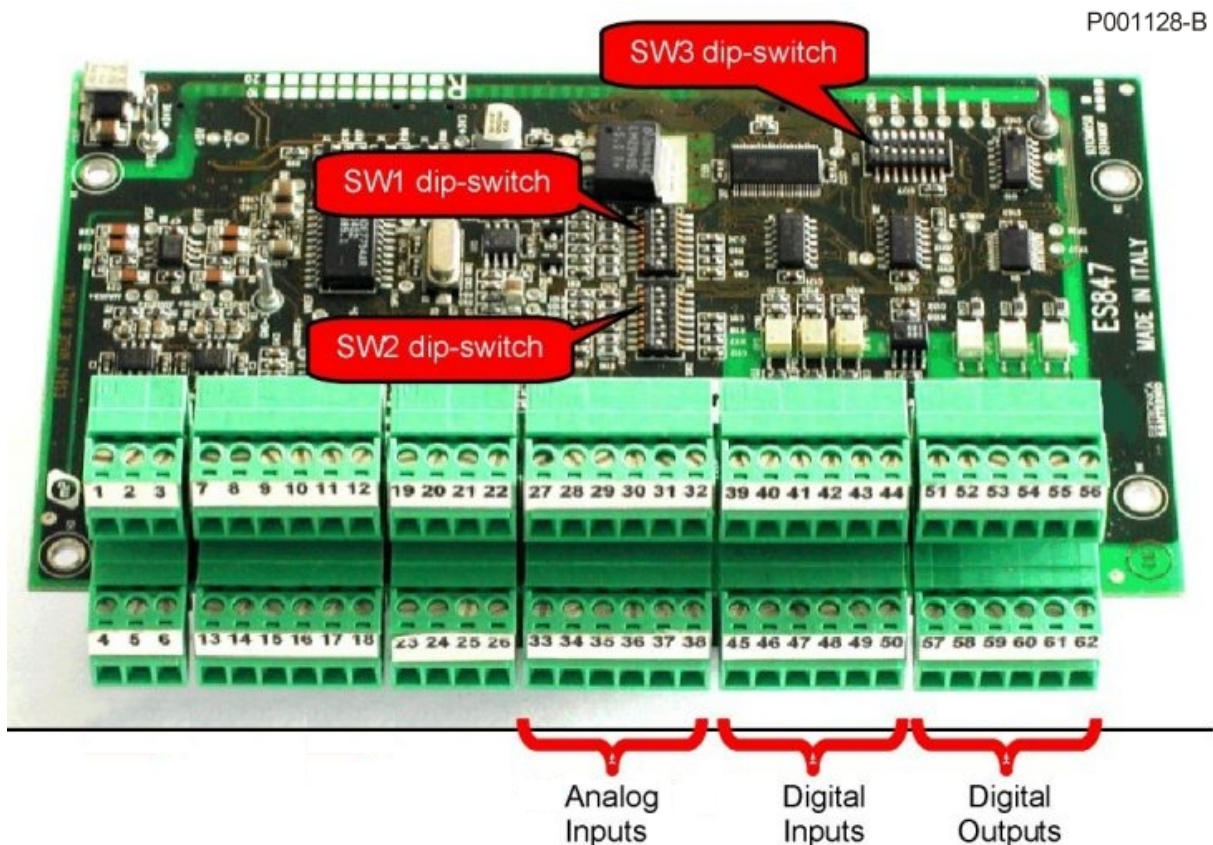 P001128-B
SW3 dip-switch
SW1 dip-switch
SW2 dip-switch
ES847
MADE IN ITALY
1 2 3 7 8 9 10 11 12 19 20 21 22 27 28 29 30 31 32 39 40 41 42 43 44 51 52 53 54 55 56
4 5 6 13 14 15 16 17 18 23 24 25 26 33 34 35 36 37 38 45 46 47 48 49 50 57 58 59 60 61 62
Analog
Inputs
Digital
Inputs
Digital
Outputs